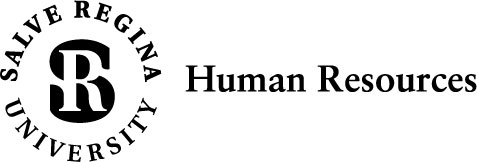 SALVE REGINA
SR
UNIVERSITY
Human Resources